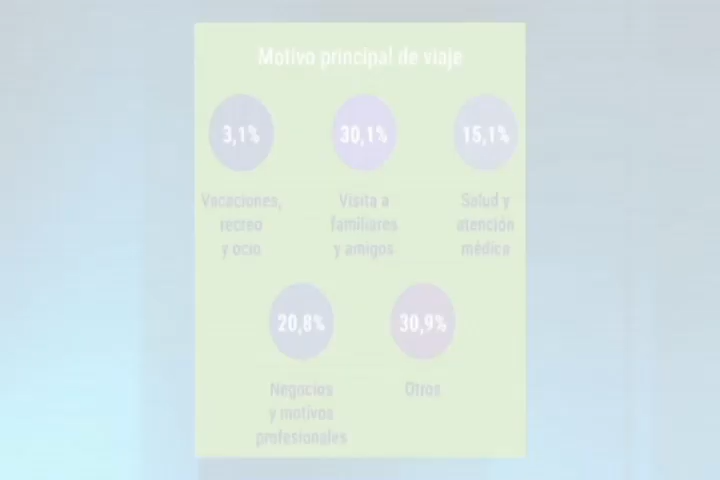 Motivo principal de viaje
3,1%
30,1%
15,1%
Vacaciones,
recreo
y ocio
Visita a
familiares
y amigos
Salud y
atención
médica
20,8%
30,9%
Negocios
y motivos
profesionales
Otros